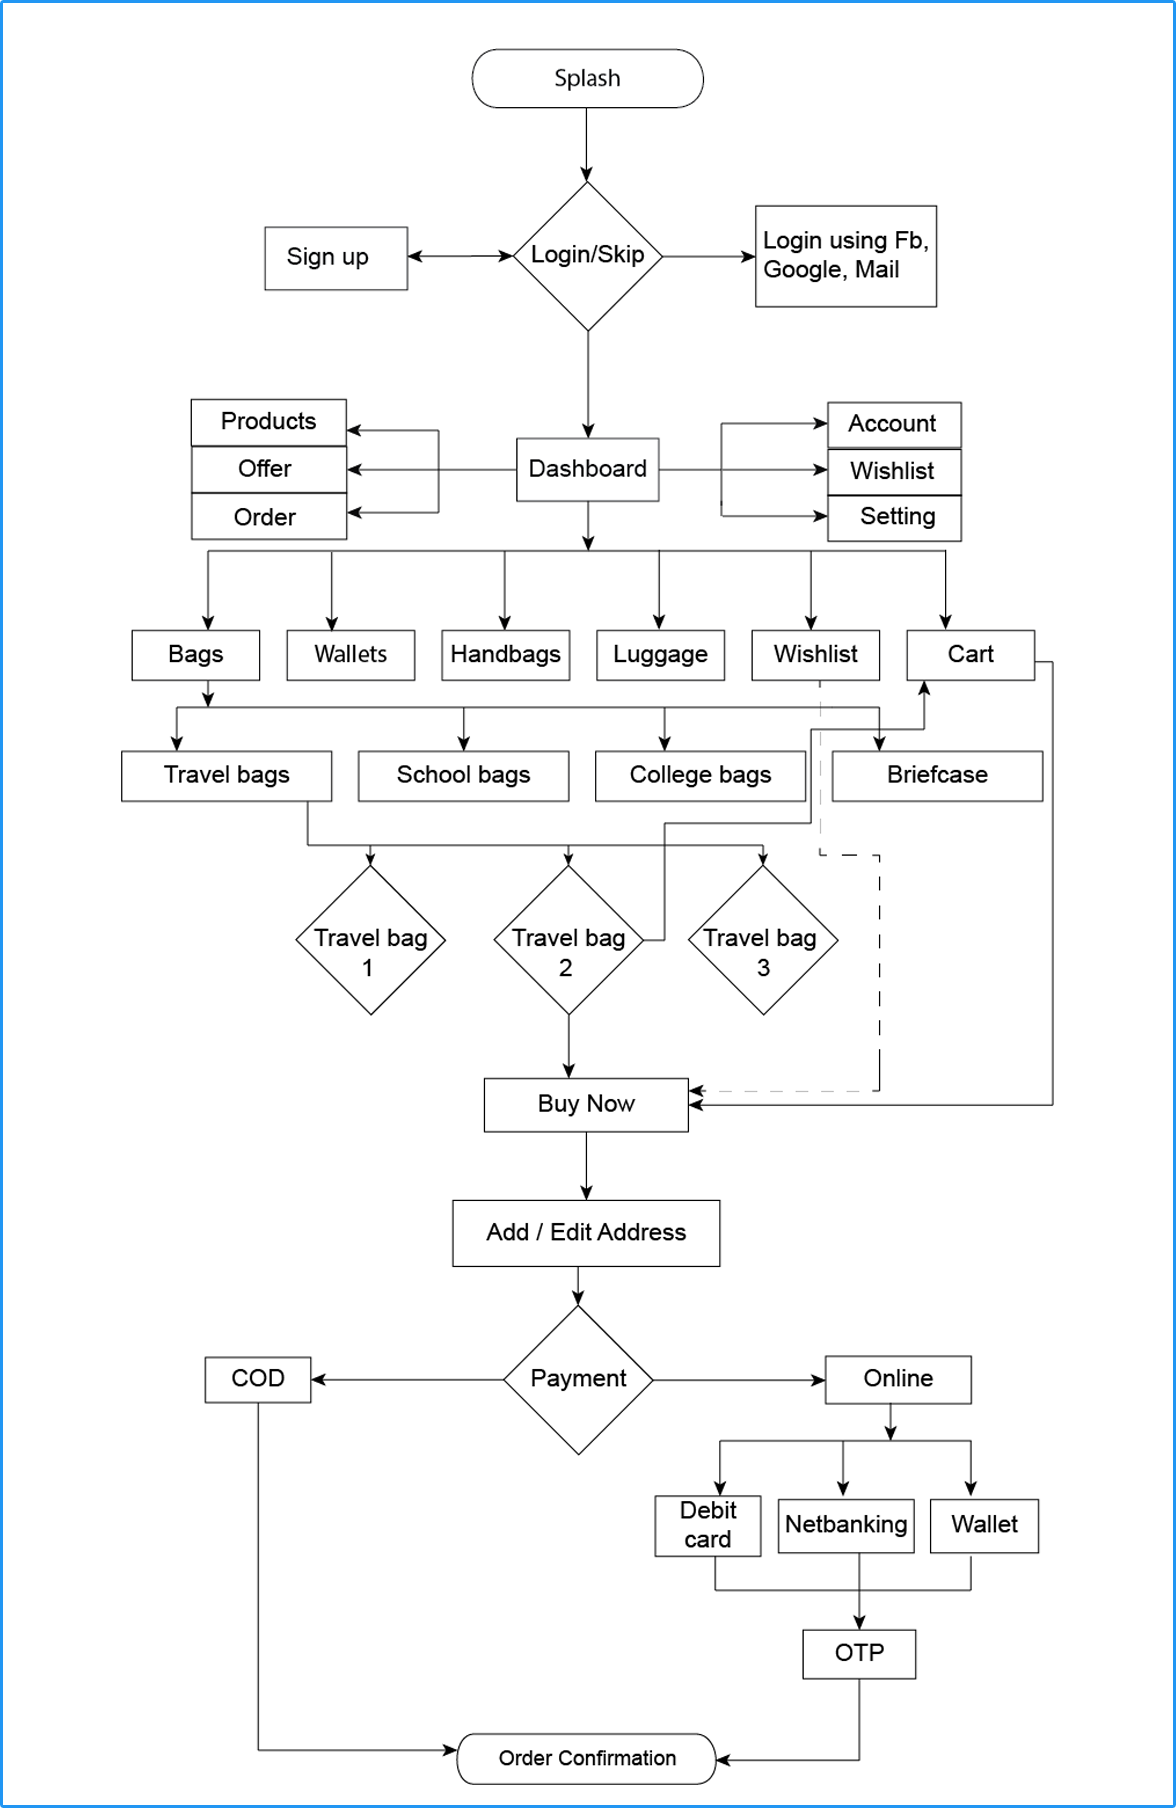 Splash
Sign up
Login/Skip
Login using Fb,
Google, Mail
Products
Offer
Order
Dashboard
Account
Wishlist
Setting
Bags
Wallets
Handbags
Luggage
Wishlist
Cart
Travel bags
School bags
College bags
Briefcase
Travel bag
1
Travel bag
2
Travel bag
3
Buy Now
Add / Edit Address
COD
Payment
Online
Debit
card
Netbanking
Wallet
OTP
Order Confirmation